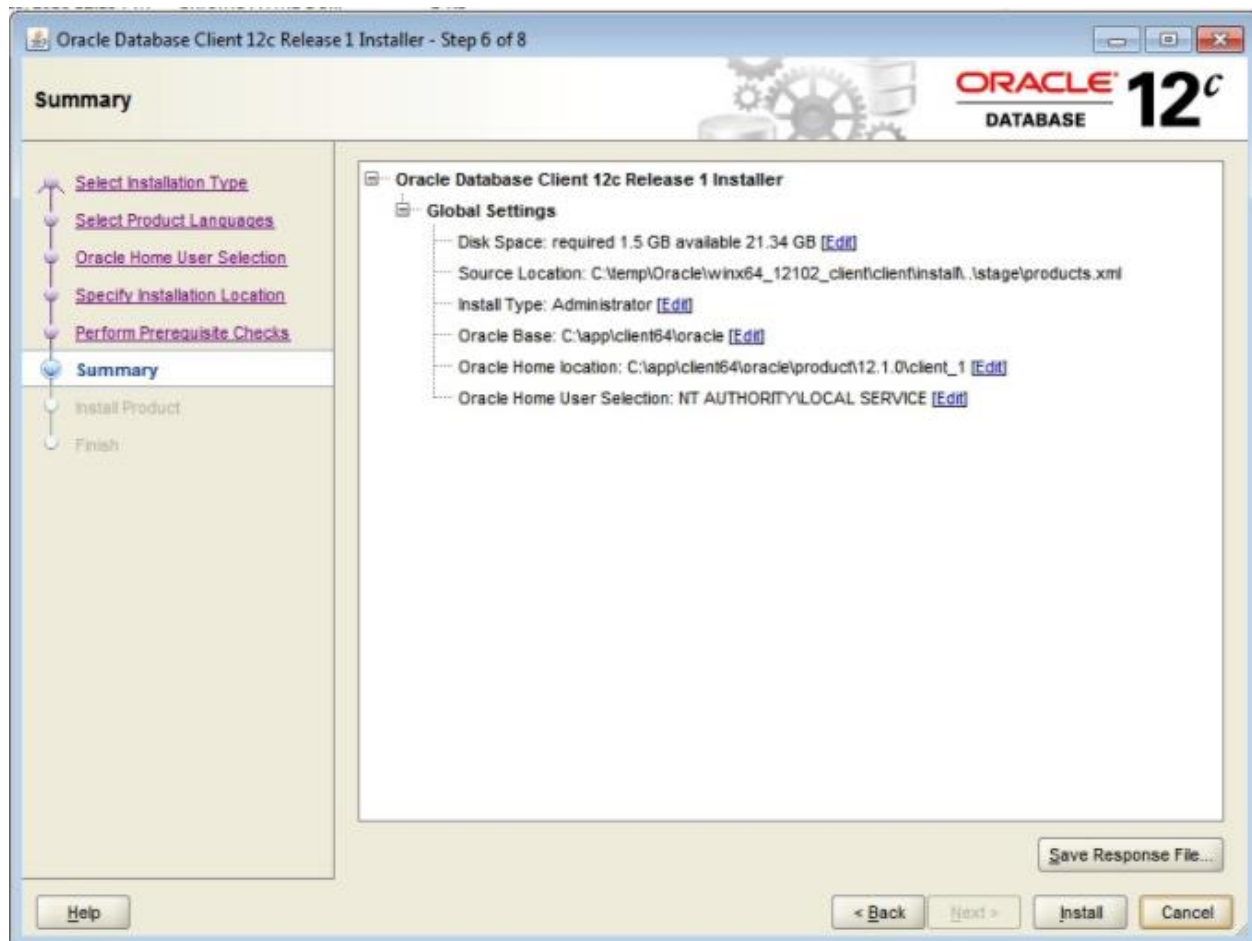 Oracle Database Client 12c Release 1 Installer - Step 6 of 8
Summary
ORACLE
DATABASE
12c
Select Installation Type
Select Product Languages
Oracle Home User Selection
Specify Installation Location
Perform Prerequisite Checks
Summary
Install Product
Finish
Oracle Database Client 12c Release 1 Installer
Global Settings
Disk Space: required 1.5 GB available 21.34 GB [Edit]
Source Location: C:\temp\Oracle\winx64_12102_client\client\install\..\stage\products.xml
Install Type: Administrator [Edit]
Oracle Base: C:\app\client64\oracle [Edit]
Oracle Home location: C:\app\client64\oracle\product\12.1.0\client_1 [Edit]
Oracle Home User Selection: NT AUTHORITY\LOCAL SERVICE [Edit]
Save Response File...
Help
< Back
Next >
Install
Cancel